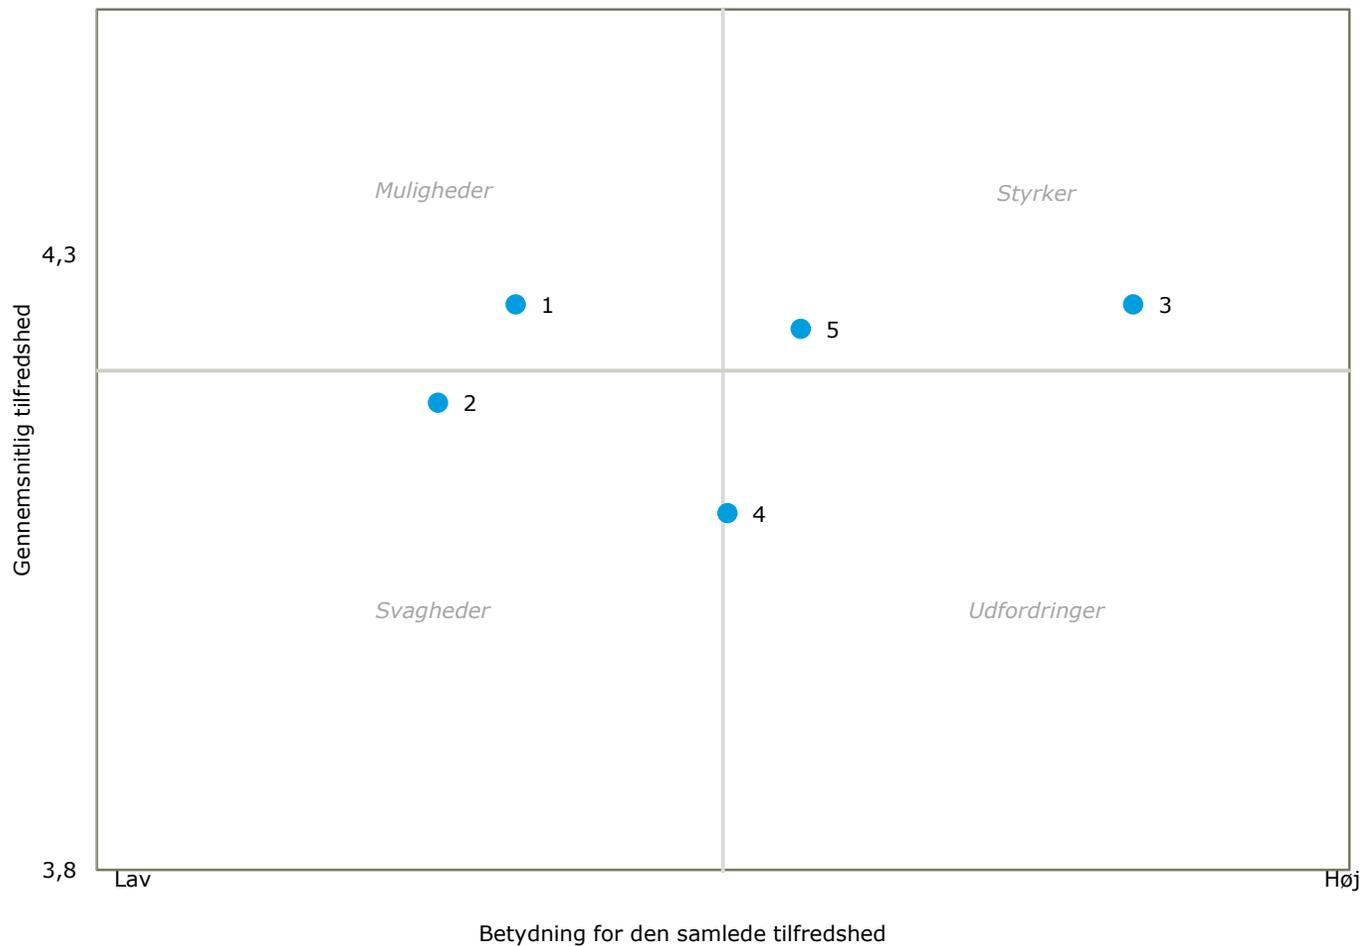 Muligheder
Styrker
4,3
1
3
5
Gennemsnitlig tilfredshed
2
4
Svagheder
Udfordringer
3,8
Lav
Høj
Betydning for den samlede tilfredshed